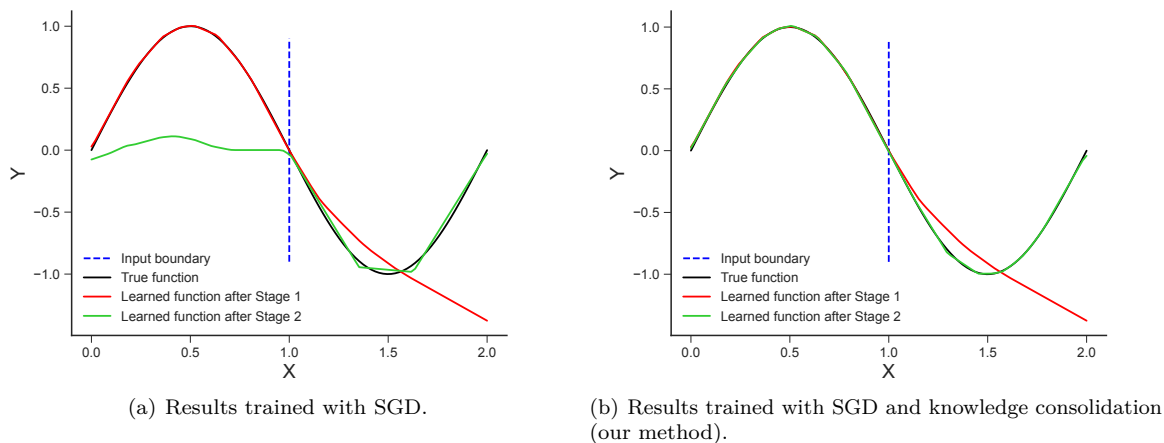 1.0
0.5
0.0
−0.5
−1.0
Y
Input boundary
True function
Learned function after Stage 1
Learned function after Stage 2
0.0 0.5 1.0 1.5 2.0
X
(a) Results trained with SGD.
1.0
0.5
0.0
−0.5
−1.0
Y
Input boundary
True function
Learned function after Stage 1
Learned function after Stage 2
0.0 0.5 1.0 1.5 2.0
X
(b) Results trained with SGD and knowledge consolidation
(our method).